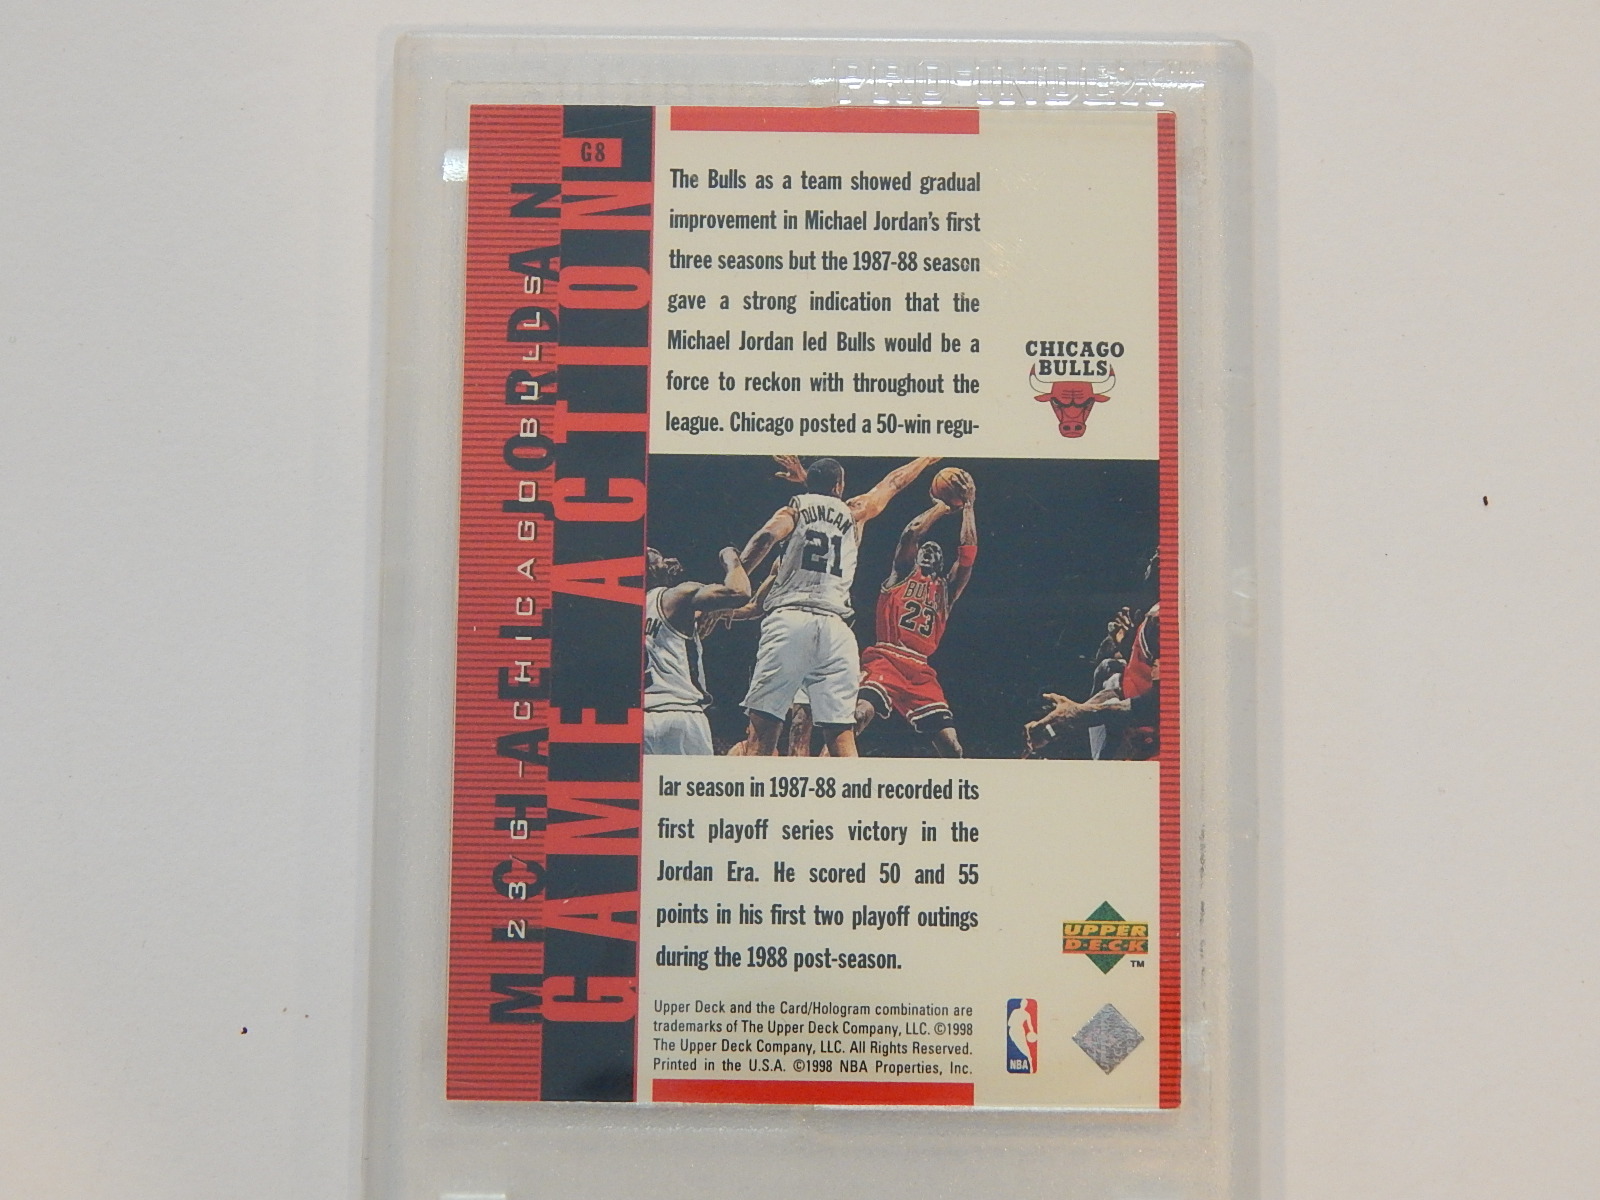 PRO-MOLD
G8
MICHAEL JORDAN
23/G-CHICAGO BULLS
GAME ACTION
The Bulls as a team showed gradual
improvement in Michael Jordan's first
three seasons but the 1987-88 season
gave a strong indication that the
Michael Jordan led Bulls would be a
force to reckon with throughout the
league. Chicago posted a 50-win regu-
CHICAGO
BULLS
DUNCAN
21
BUL
23
ON
lar season in 1987-88 and recorded its
first playoff series victory in the
Jordan Era. He scored 50 and 55
points in his first two playoff outings
during the 1988 post-season.
UPPER
D·E·C·K
TM
Upper Deck and the Card/Hologram combination are
trademarks of The Upper Deck Company, LLC. ©1998
The Upper Deck Company, LLC. All Rights Reserved.
Printed in the U.S.A. ©1998 NBA Properties, Inc.
NBA